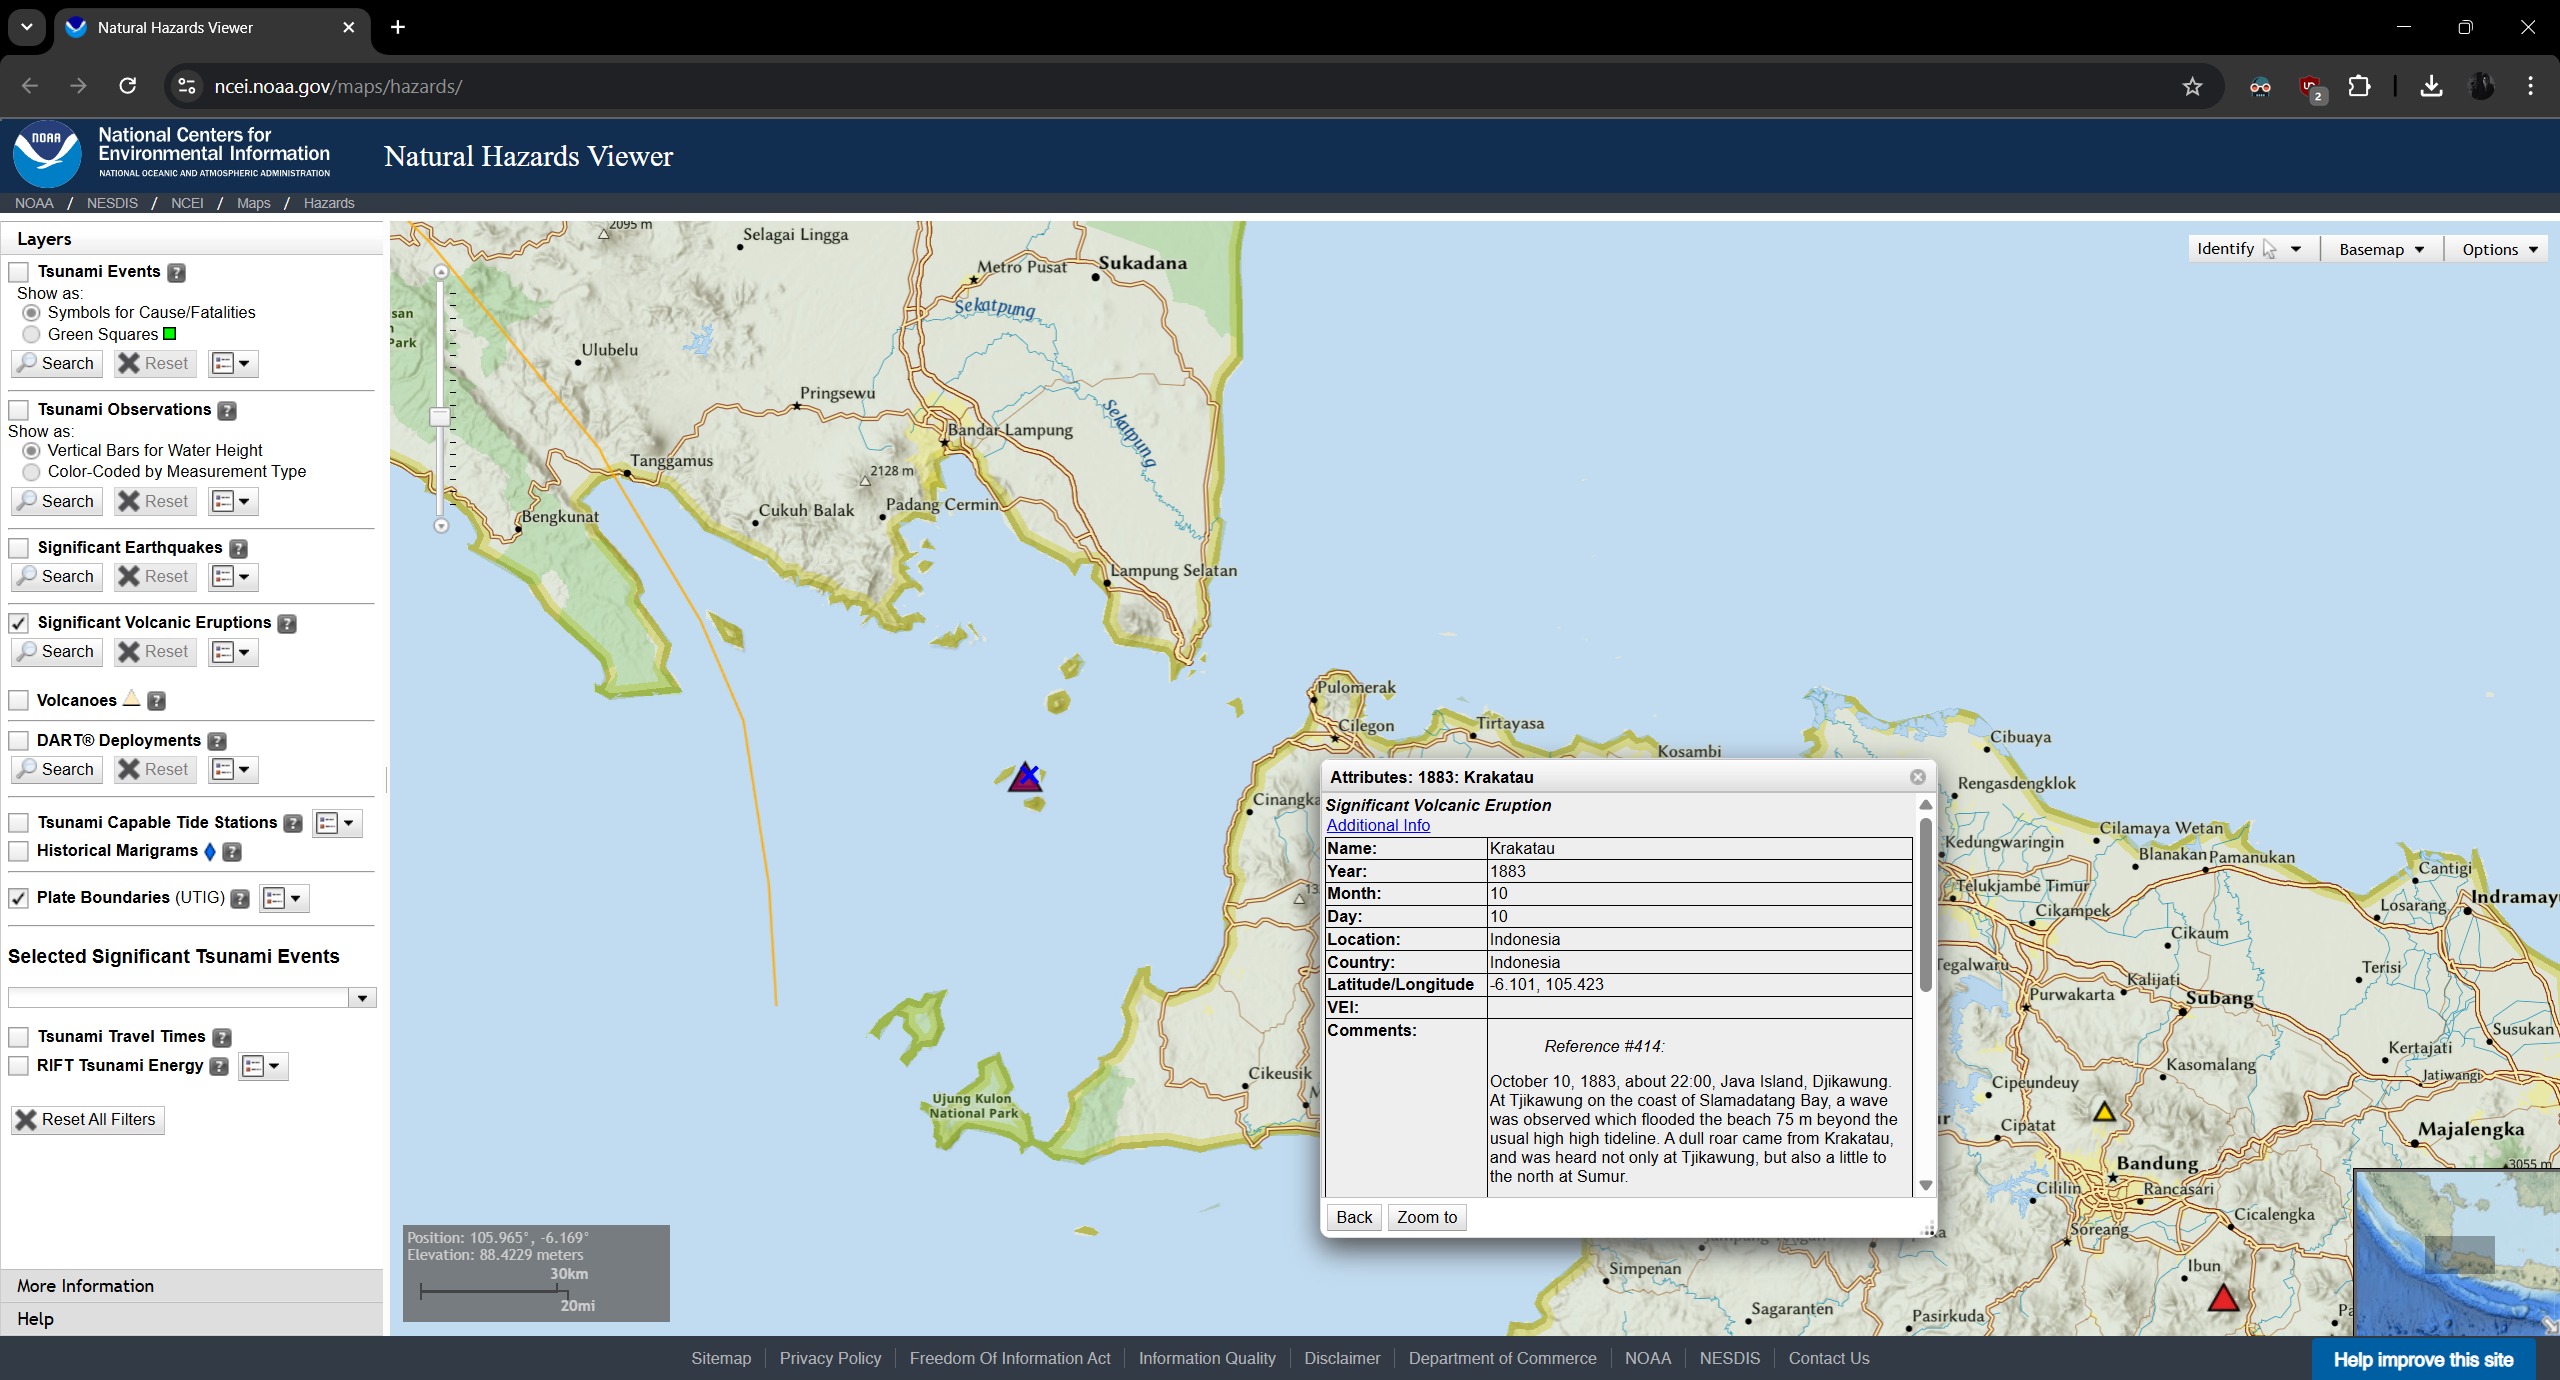 Natural Hazards Viewer
ncei.noaa.gov/maps/hazards/
2
NOAA
National Centers for
Environmental Information
NATIONAL OCEANIC AND ATMOSPHERIC ADMINISTRATION
Natural Hazards Viewer
NOAA / NESDIS / NCEI / Maps / Hazards
Layers
Tsunami Events ?
Show as:
Symbols for Cause/Fatalities
Green Squares
Search Reset
Tsunami Observations ?
Show as:
Vertical Bars for Water Height
Color-Coded by Measurement Type
Search Reset
Significant Earthquakes ?
Search Reset
Significant Volcanic Eruptions ?
Search Reset
Volcanoes ?
DART® Deployments ?
Search Reset
Tsunami Capable Tide Stations ?
Historical Marigrams ?
Plate Boundaries (UTIG) ?
Selected Significant Tsunami Events
Tsunami Travel Times ?
RIFT Tsunami Energy ?
Reset All Filters
More Information
Help
Identify
Basemap
Options
2095 m
Selagai Lingga
Metro Pusat
Sukadana
Sekatpung
san
Park
Ulubelu
Pringsewu
Sekatpung
Bandar Lampung
Tanggamus
2128 m
Cukuh Balak
Padang Cermin
Bengkunat
Lampung Selatan
Pulomerak
Cilegon
Tirtayasa
Kosambi
Cibuaya
Rengasdengklok
Cinangka
Cilamaya Wetan
Kedungwaringin
Blanakan
Pamanukan
Cantigi
Telukjambe Timur
Indramay
Losarang
Cikampek
Cikaum
Tegalwaru
Terisi
Kalijati
Purwakarta
Subang
Susukan
Kertajati
Kasomalang
Jatiwangi
Cikeusik
Cipeundeuy
Ujung Kulon
National Park
Cipatat
Majalengka
Bandung
3055 m
Cililin
Rancasari
Cicalengka
Soreang
Simpenan
Ibun
Sagaranten
Pasirkuda
Attributes: 1883: Krakatau
Significant Volcanic Eruption
Additional Info
Name: Krakatau
Year: 1883
Month: 10
Day: 10
Location: Indonesia
Country: Indonesia
Latitude/Longitude -6.101, 105.423
VEI:
Comments:
Reference #414:
October 10, 1883, about 22:00, Java Island, Djikawung.
At Tjikawung on the coast of Slamadatang Bay, a wave
was observed which flooded the beach 75 m beyond the
usual high high tideline. A dull roar came from Krakatau,
and was heard not only at Tjikawung, but also a little to
the north at Sumur.
Back Zoom to
Position: 105.965°, -6.169°
Elevation: 88.4229 meters
30km
20mi
Sitemap Privacy Policy Freedom Of Information Act Information Quality Disclaimer Department of Commerce NOAA NESDIS Contact Us
Help improve this site